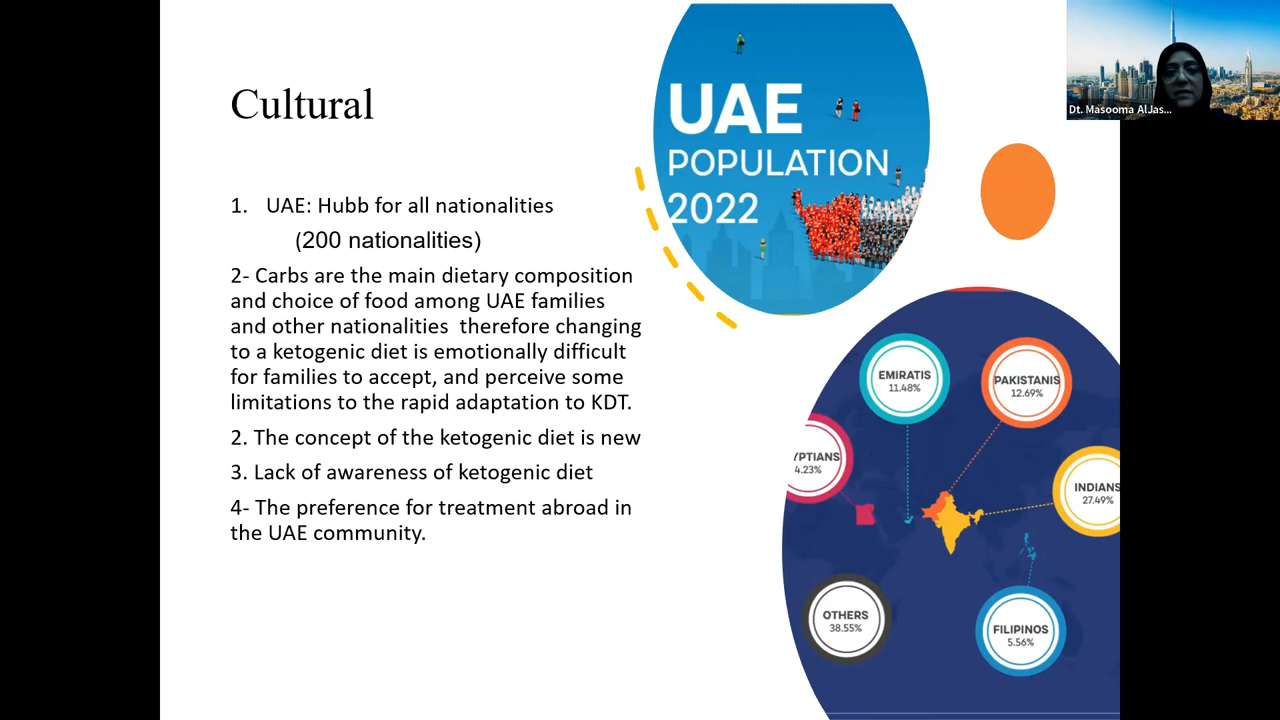 Cultural
1. UAE: Hubb for all nationalities
(200 nationalities)
2- Carbs are the main dietary composition
and choice of food among UAE families
and other nationalities therefore changing
to a ketogenic diet is emotionally difficult
for families to accept, and perceive some
limitations to the rapid adaptation to KDT.
2. The concept of the ketogenic diet is new
3. Lack of awareness of ketogenic diet
4- The preference for treatment abroad in
the UAE community.
UAE
POPULATION
2022
Dt. Masooma AlJas...
EMIRATIS
11.48%
PAKISTANIS
12.69%
YPTIANS
4.23%
INDIANS
27.49%
OTHERS
38.55%
FILIPINOS
5.56%